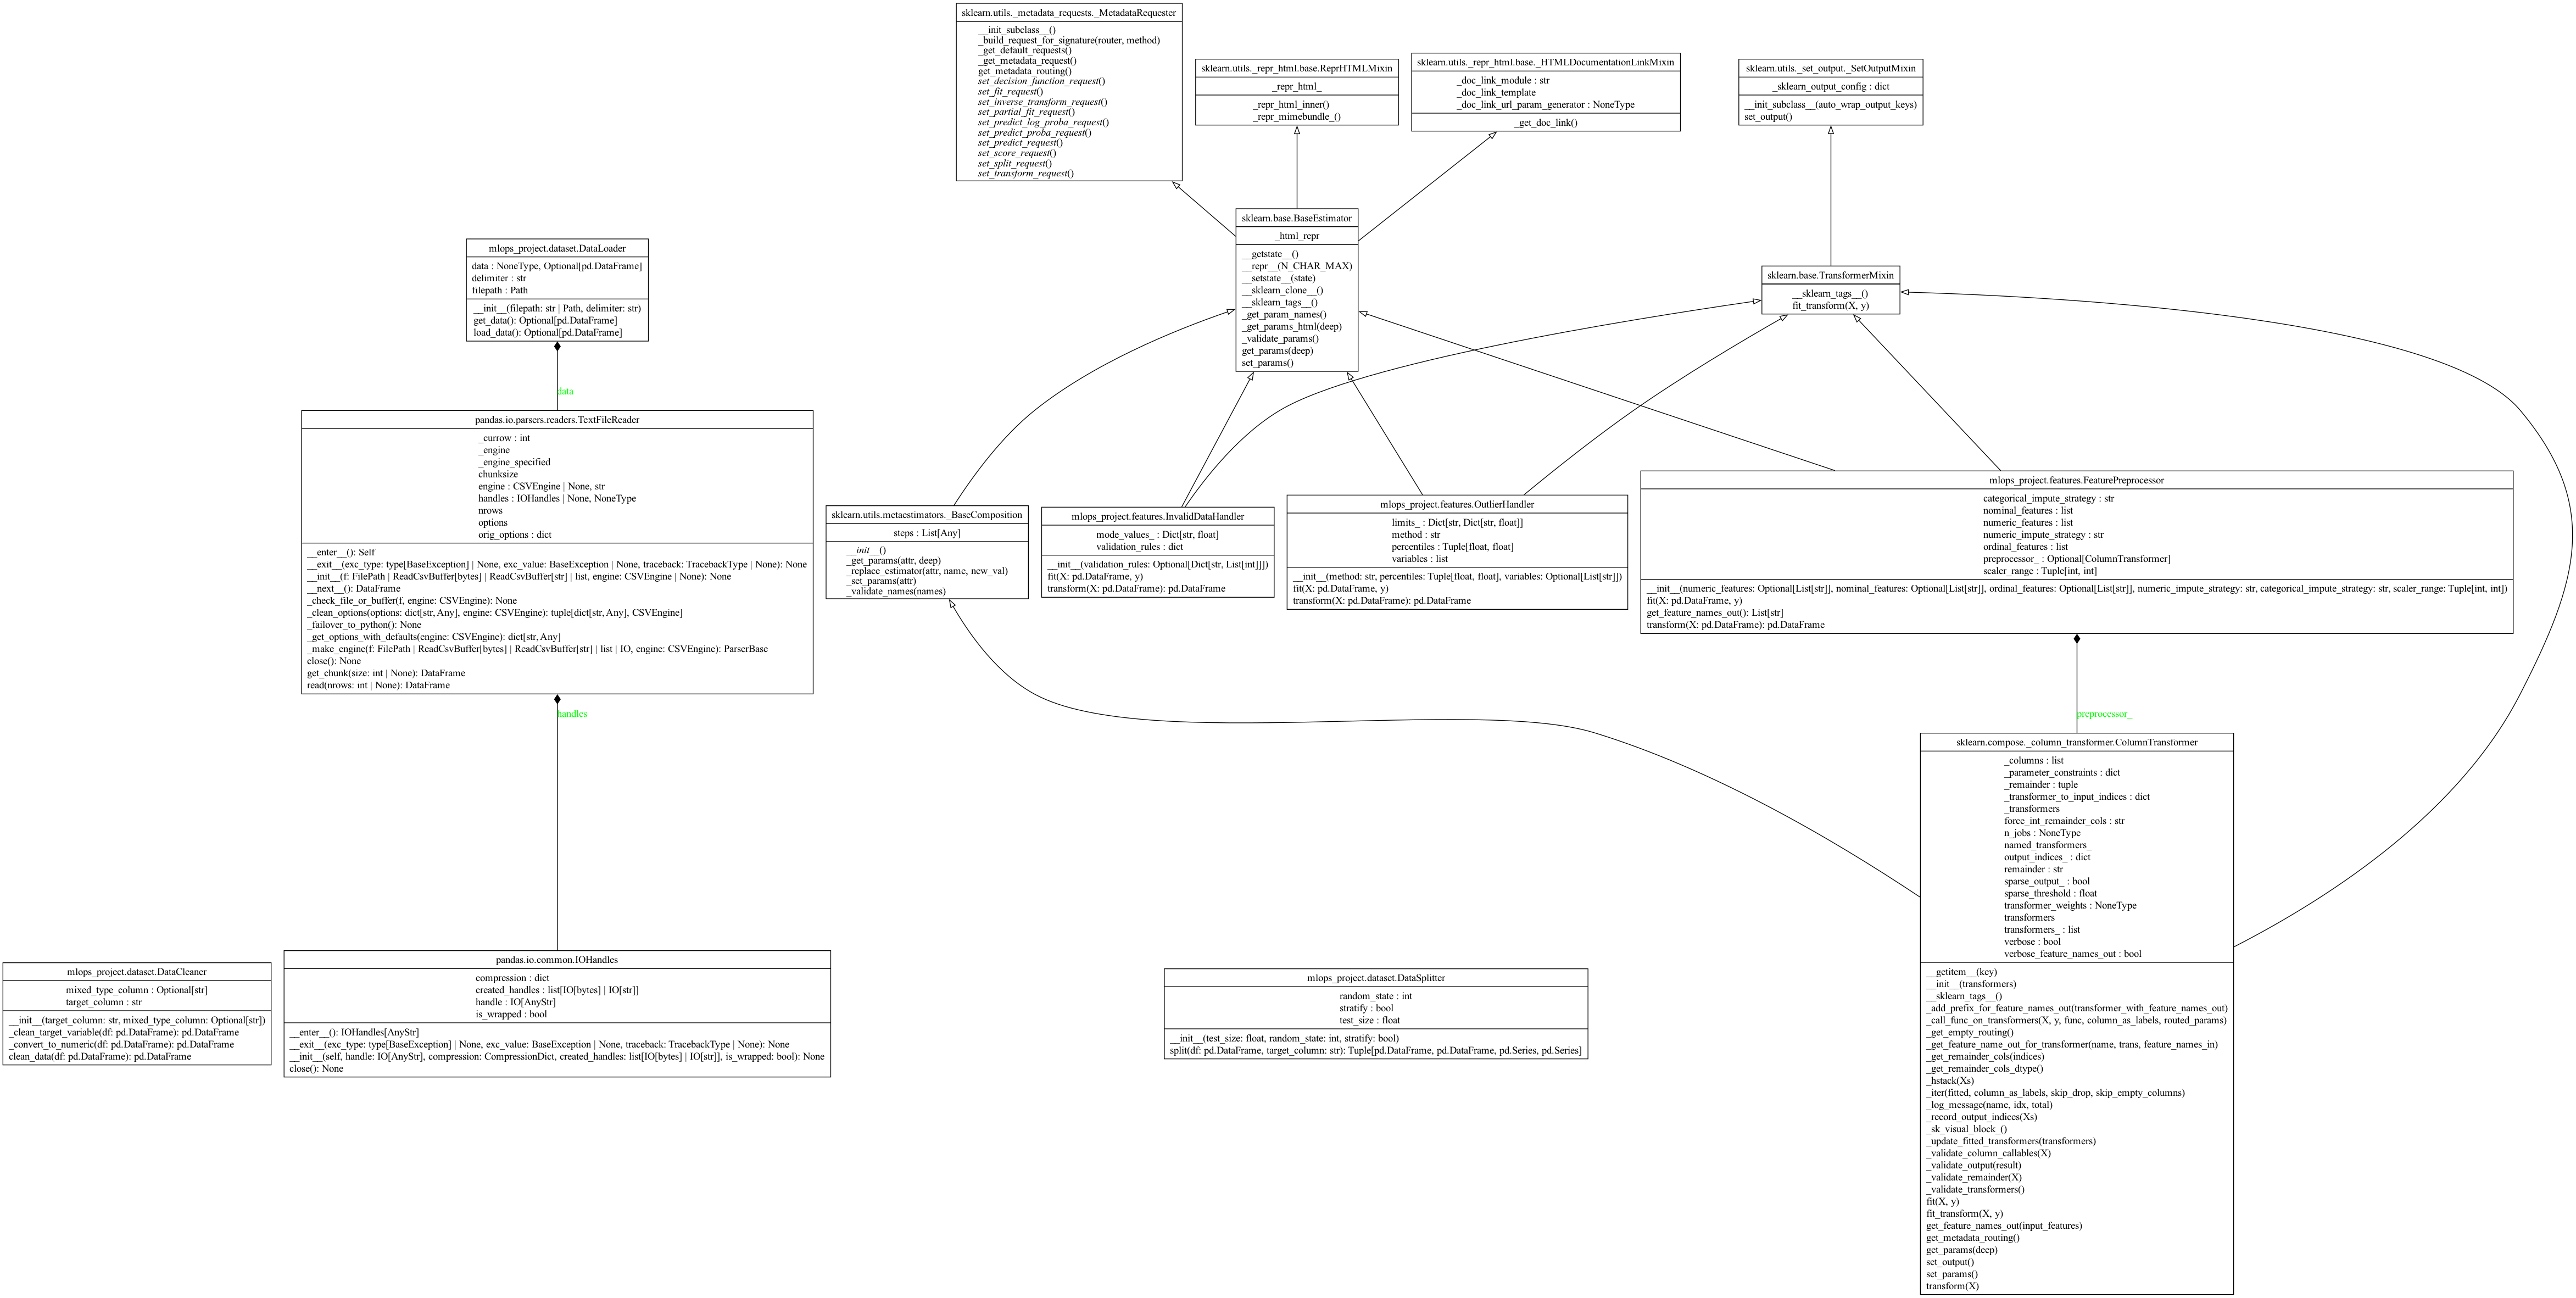 sklearn.utils._metadata_requests._MetadataRequester
__init_subclass__()
_build_request_for_signature(router, method)
_get_default_requests()
_get_metadata_request()
get_metadata_routing()
set_decision_function_request()
set_fit_request()
set_inverse_transform_request()
set_partial_fit_request()
set_predict_log_proba_request()
set_predict_proba_request()
set_predict_request()
set_score_request()
set_split_request()
set_transform_request()
sklearn.utils._repr_html.base.ReprHTMLMixin
_repr_html_
_repr_html_inner()
_repr_mimebundle_()
sklearn.utils._repr_html.base._HTMLDocumentationLinkMixin
_doc_link_module : str
_doc_link_template
_doc_link_url_param_generator : NoneType
_get_doc_link()
sklearn.utils._set_output._SetOutputMixin
_sklearn_output_config : dict
__init_subclass__(auto_wrap_output_keys)
set_output()
sklearn.base.BaseEstimator
_html_repr
__getstate__()
__repr__(N_CHAR_MAX)
__setstate__(state)
__sklearn_clone__()
__sklearn_tags__()
_get_param_names()
_get_params_html(deep)
_validate_params()
get_params(deep)
set_params()
sklearn.base.TransformerMixin
__sklearn_tags__()
fit_transform(X, y)
mlops_project.dataset.DataLoader
data : NoneType, Optional[pd.DataFrame]
delimiter : str
filepath : Path
__init__(filepath: str | Path, delimiter: str)
get_data(): Optional[pd.DataFrame]
load_data(): Optional[pd.DataFrame]
data
pandas.io.parsers.readers.TextFileReader
_currow : int
_engine
_engine_specified
chunksize
engine : CSVEngine | None, str
handles : IOHandles | None, NoneType
nrows
options
orig_options : dict
__enter__(): Self
__exit__(exc_type: type[BaseException] | None, exc_value: BaseException | None, traceback: TracebackType | None): None
__init__(f: FilePath | ReadCsvBuffer[bytes] | ReadCsvBuffer[str] | list, engine: CSVEngine | None): None
__next__(): DataFrame
_check_file_or_buffer(f, engine: CSVEngine): None
_clean_options(options: dict[str, Any], engine: CSVEngine): tuple[dict[str, Any], CSVEngine]
_failover_to_python(): None
_get_options_with_defaults(engine: CSVEngine): dict[str, Any]
_make_engine(f: FilePath | ReadCsvBuffer[bytes] | ReadCsvBuffer[str] | list | IO, engine: CSVEngine): ParserBase
close(): None
get_chunk(size: int | None): DataFrame
read(nrows: int | None): DataFrame
handles
sklearn.utils.metaestimators._BaseComposition
steps : List[Any]
__init__()
_get_params(attr, deep)
_replace_estimator(attr, name, new_val)
_set_params(attr)
_validate_names(names)
mlops_project.features.InvalidDataHandler
mode_values_ : Dict[str, float]
validation_rules : dict
__init__(validation_rules: Optional[Dict[str, List[int]]])
fit(X: pd.DataFrame, y)
transform(X: pd.DataFrame): pd.DataFrame
mlops_project.features.OutlierHandler
limits_ : Dict[str, Dict[str, float]]
method : str
percentiles : Tuple[float, float]
variables : list
__init__(method: str, percentiles: Tuple[float, float], variables: Optional[List[str]])
fit(X: pd.DataFrame, y)
transform(X: pd.DataFrame): pd.DataFrame
mlops_project.features.FeaturePreprocessor
categorical_impute_strategy : str
nominal_features : list
numeric_features : list
numeric_impute_strategy : str
ordinal_features : list
preprocessor_ : Optional[ColumnTransformer]
scaler_range : Tuple[int, int]
__init__(numeric_features: Optional[List[str]], nominal_features: Optional[List[str]], ordinal_features: Optional[List[str]], numeric_impute_strategy: str, categorical_impute_strategy: str, scaler_range: Tuple[int, int])
fit(X: pd.DataFrame, y)
get_feature_names_out(): List[str]
transform(X: pd.DataFrame): pd.DataFrame
preprocessor_
mlops_project.dataset.DataCleaner
mixed_type_column : Optional[str]
target_column : str
__init__(target_column: str, mixed_type_column: Optional[str])
_clean_target_variable(df: pd.DataFrame): pd.DataFrame
_convert_to_numeric(df: pd.DataFrame): pd.DataFrame
clean_data(df: pd.DataFrame): pd.DataFrame
pandas.io.common.IOHandles
compression : dict
created_handles : list[IO[bytes] | IO[str]]
handle : IO[AnyStr]
is_wrapped : bool
__enter__(): IOHandles[AnyStr]
__exit__(exc_type: type[BaseException] | None, exc_value: BaseException | None, traceback: TracebackType | None): None
__init__(self, handle: IO[AnyStr], compression: CompressionDict, created_handles: list[IO[bytes] | IO[str]], is_wrapped: bool): None
close(): None
mlops_project.dataset.DataSplitter
random_state : int
stratify : bool
test_size : float
__init__(test_size: float, random_state: int, stratify: bool)
split(df: pd.DataFrame, target_column: str): Tuple[pd.DataFrame, pd.DataFrame, pd.Series, pd.Series]
sklearn.compose._column_transformer.ColumnTransformer
_columns : list
_parameter_constraints : dict
_remainder : tuple
_transformer_to_input_indices : dict
_transformers
force_int_remainder_cols : str
n_jobs : NoneType
named_transformers_
output_indices_ : dict
remainder : str
sparse_output_ : bool
sparse_threshold : float
transformer_weights : NoneType
transformers
transformers_ : list
verbose : bool
verbose_feature_names_out : bool
__getitem__(key)
__init__(transformers)
__sklearn_tags__()
_add_prefix_for_feature_names_out(transformer_with_feature_names_out)
_call_func_on_transformers(X, y, func, column_as_labels, routed_params)
_get_empty_routing()
_get_feature_name_out_for_transformer(name, trans, feature_names_in)
_get_remainder_cols(indices)
_get_remainder_cols_dtype()
_hstack(Xs)
_iter(fitted, column_as_labels, skip_drop, skip_empty_columns)
_log_message(name, idx, total)
_record_output_indices(Xs)
_sk_visual_block_()
_update_fitted_transformers(transformers)
_validate_column_callables(X)
_validate_output(result)
_validate_remainder(X)
_validate_transformers()
fit(X, y)
fit_transform(X, y)
get_feature_names_out(input_features)
get_metadata_routing()
get_params(deep)
set_output()
set_params()
transform(X)